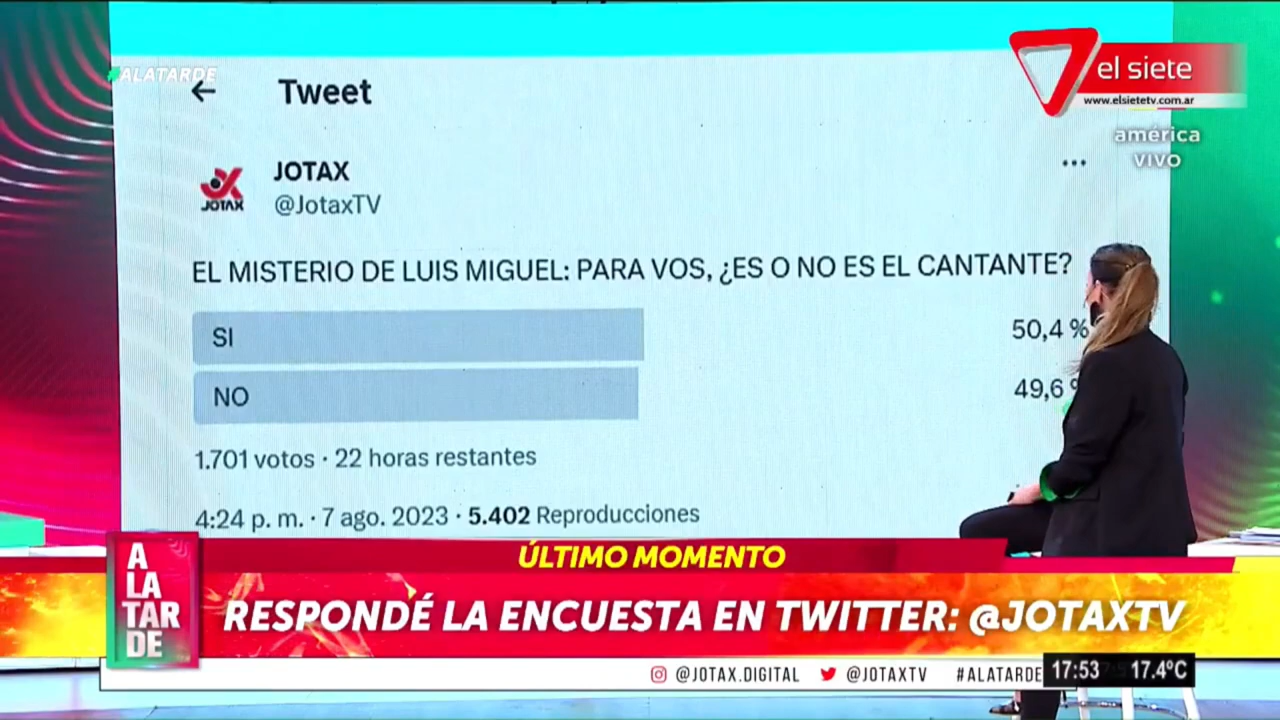 #ALATARDE
← Tweet
el siete
www.elsietetv.com.ar
américa
VIVO
JOTAX
JOTAX
@JotaxTV
EL MISTERIO DE LUIS MIGUEL: PARA VOS, ¿ES O NO ES EL CANTANTE?
SI 50,4 %
NO 49,6
1.701 votos · 22 horas restantes
4:24 p. m. · 7 ago. 2023 · 5.402 Reproducciones
ÚLTIMO MOMENTO
A
LA
TAR
DE
RESPONDÉ LA ENCUESTA EN TWITTER: @JOTAXTV
@JOTAX.DIGITAL @JOTAXTV #ALATARDE
17:53 17.4°C